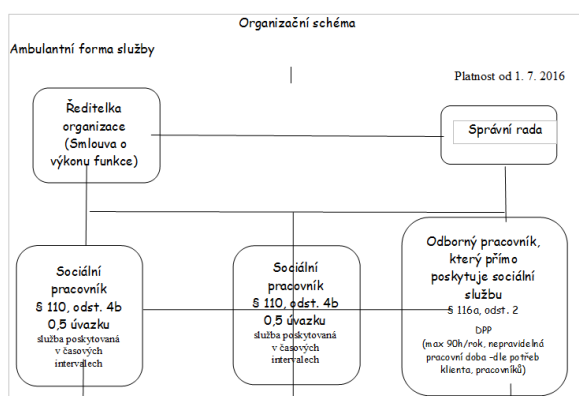 Organizační schéma
Ambulantní forma služby
Platnost od 1. 7. 2016
Ředitelka
organizace
(Smlouva o
výkonu funkce)
Správní rada
Sociální
pracovník
§ 110, odst. 4b
0,5 úvazku
služba poskytovaná
v časových
intervalech
Sociální
pracovník
§ 110, odst. 4b
0,5 úvazku
služba poskytovaná
v časových
intervalech
Odborný pracovník,
který přímo
poskytuje sociální
službu
§ 116a, odst. 2
DPP
(max 90h/rok, nepravidelná
pracovní doba –dle potřeb
klienta, pracovníků)